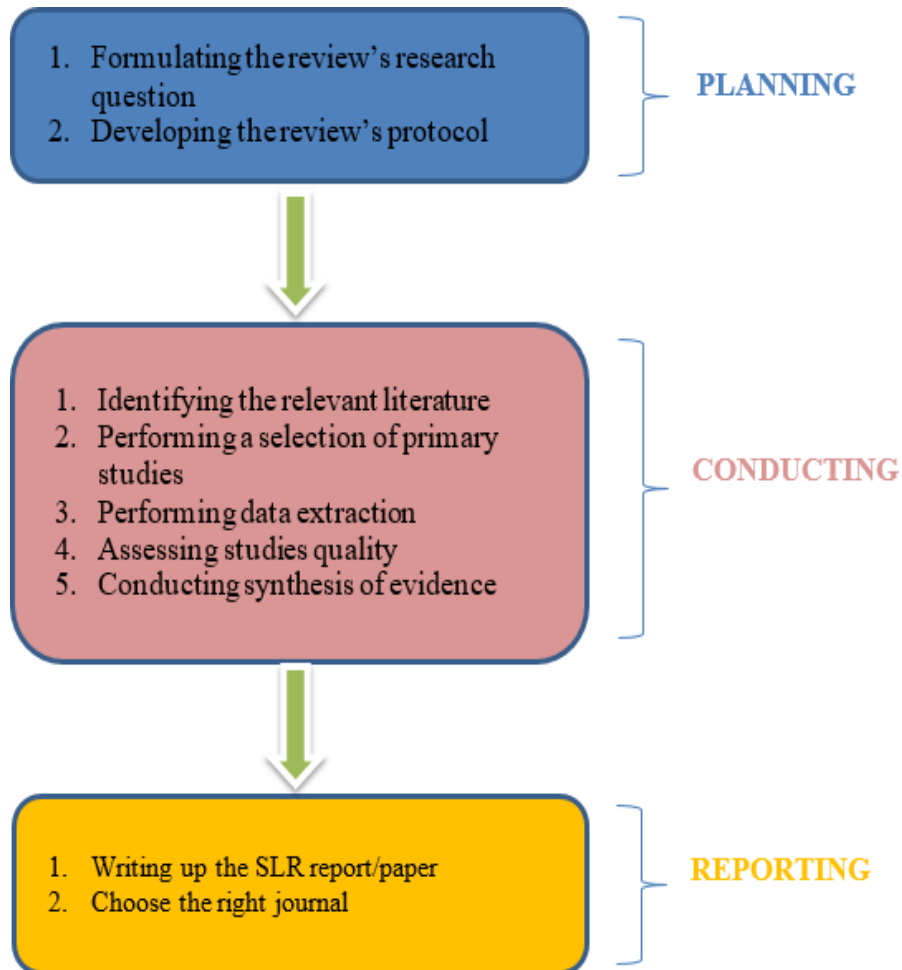 1. Formulating the review’s research
question
2. Developing the review’s protocol
PLANNING
1. Identifying the relevant literature
2. Performing a selection of primary
studies
3. Performing data extraction
4. Assessing studies quality
5. Conducting synthesis of evidence
CONDUCTING
1. Writing up the SLR report/paper
2. Choose the right journal
REPORTING